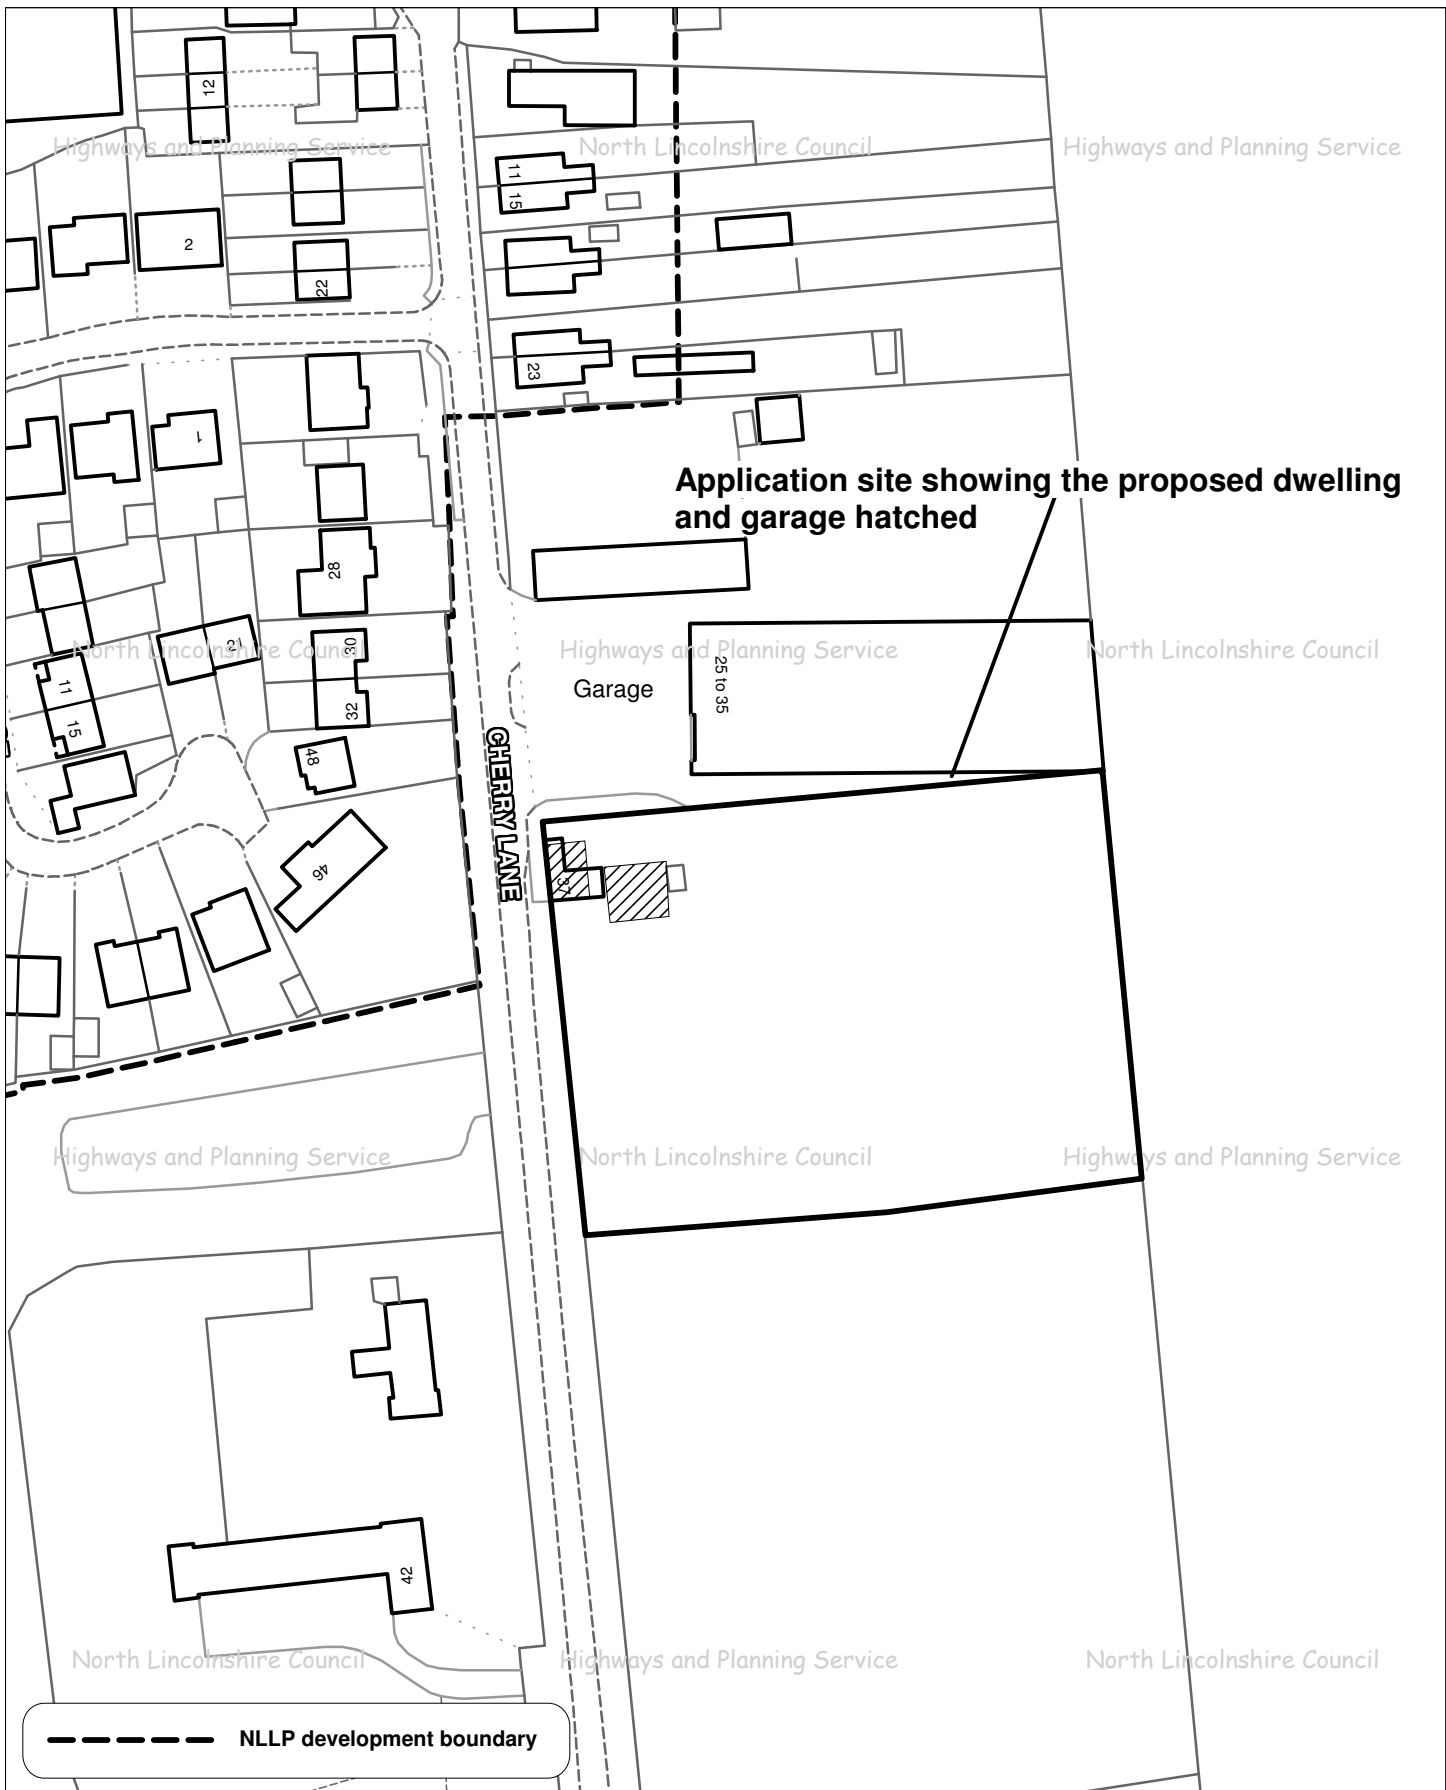 12
Highways and Planning Service
North Lincolnshire Council
Highways and Planning Service
11
15
2
22
23
1
Application site showing the proposed dwelling
and garage hatched
28
21
30
North Lincolnshire Council
Highways and Planning Service
North Lincolnshire Council
11
15
32
Garage
25 to 35
48
CHERRY LANE
46
37
Highways and Planning Service
North Lincolnshire Council
Highways and Planning Service
42
North Lincolnshire Council
Highways and Planning Service
North Lincolnshire Council
NLLP development boundary